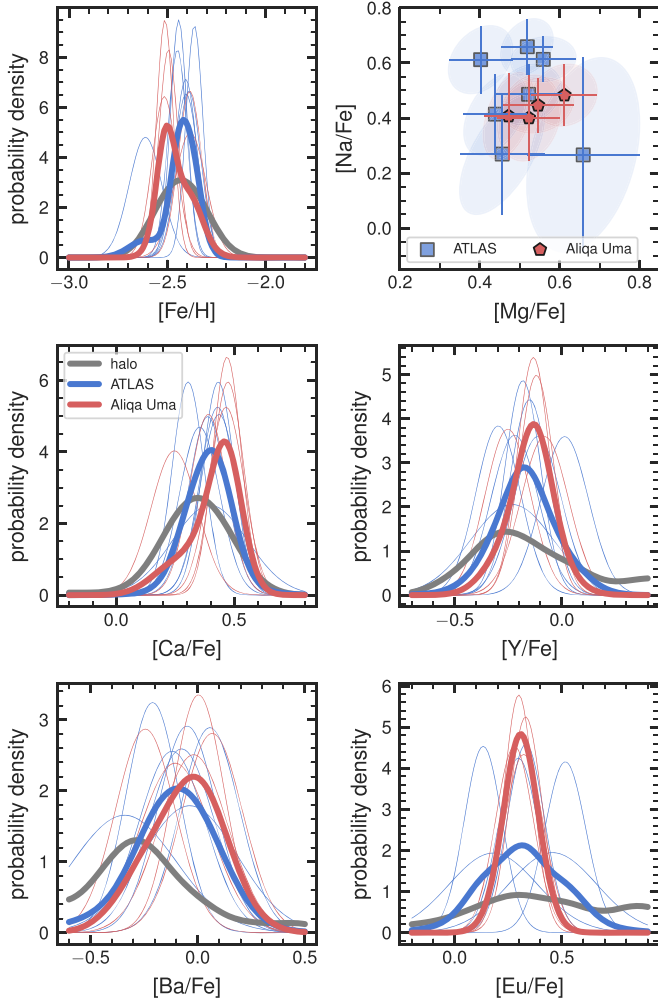 probability density
8
6
4
2
0
−3.0 −2.5 −2.0
[Fe/H]
[Na/Fe]
0.8
0.6
0.4
0.2
0.0
ATLAS Aliqa Uma
0.2 0.4 0.6 0.8
[Mg/Fe]
probability density
6
4
2
0
halo
ATLAS
Aliqa Uma
0.0 0.5
[Ca/Fe]
probability density
5
4
3
2
1
0
−0.5 0.0
[Y/Fe]
probability density
3
2
1
0
−0.5 0.0 0.5
[Ba/Fe]
probability density
6
5
4
3
2
1
0
0.0 0.5
[Eu/Fe]